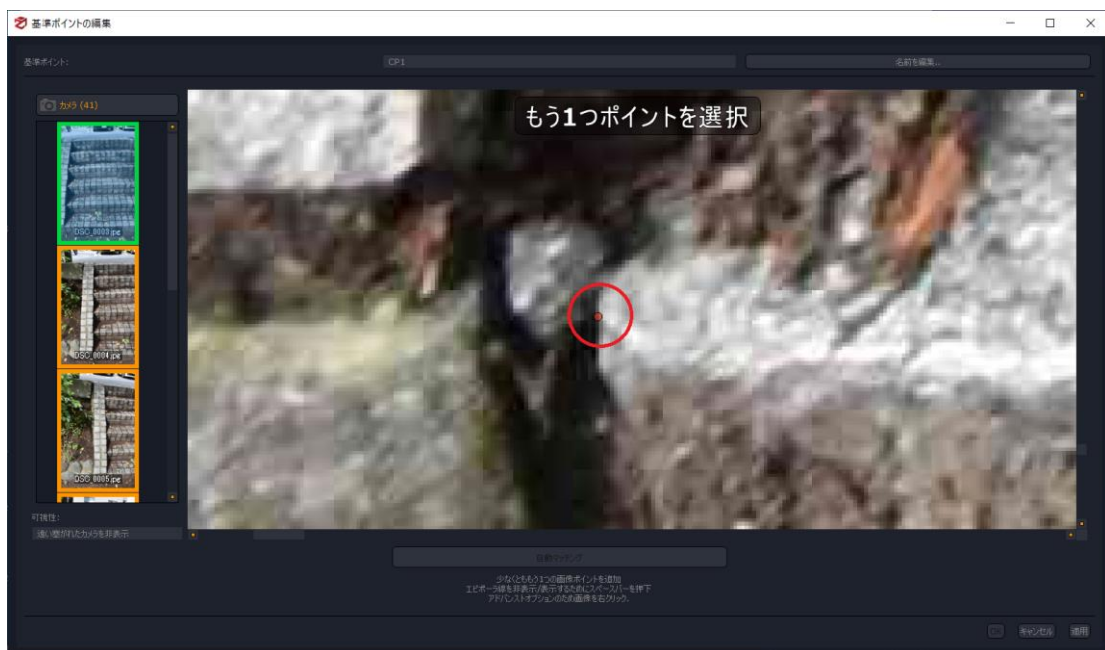 基準ポイントの編集
基準ポイント:
CP1
名前を編集...
カメラ (41)
もう1つポイントを選択
DSC_0003.jpg
DSC_0004.jpg
DSC_0005.jpg
可視性:
遠い/塞がれたカメラを非表示
自動マッチング
少なくとももう1つの画像ポイントを追加
エピポーラ線を非表示/表示するためにスペースバーを押下
アドバンストオプションのため画像を右クリック。
キャンセル
適用